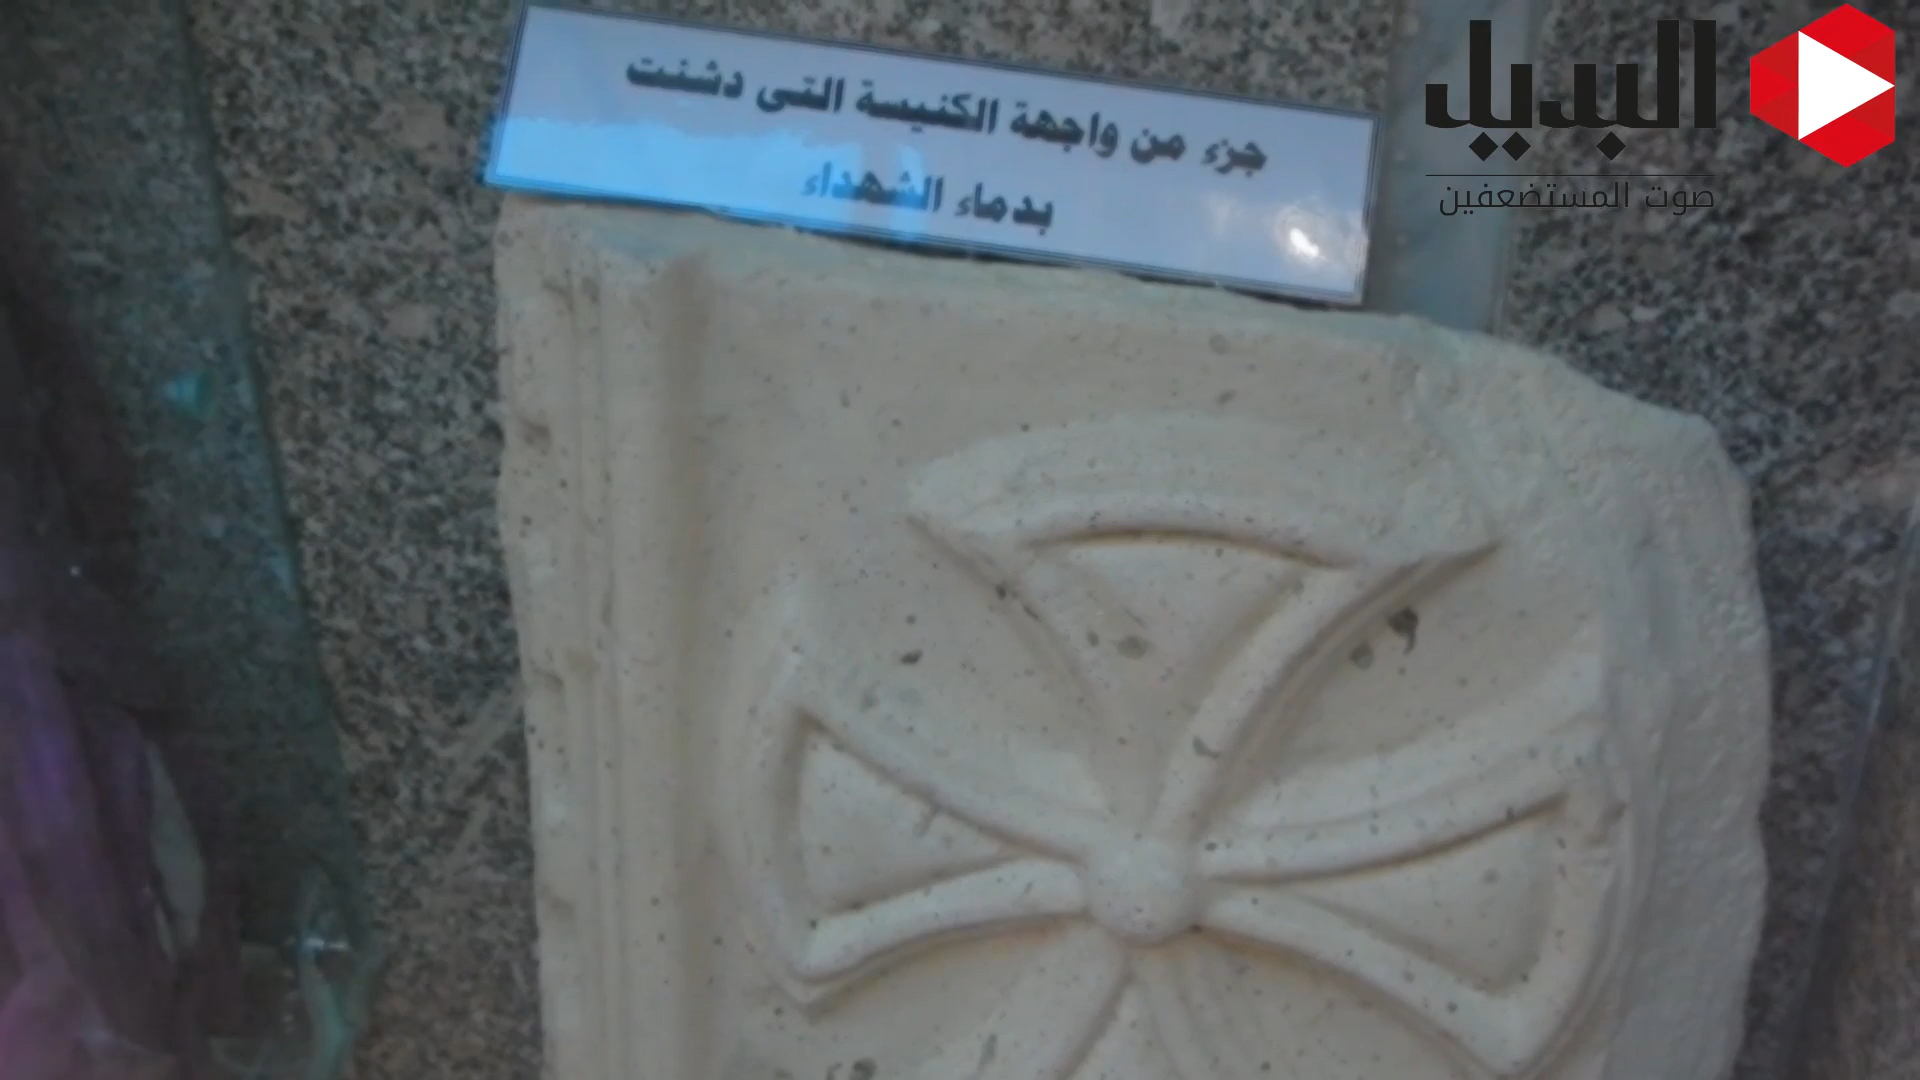 البديل
صوت المستضعفين
جزء من واجهة الكنيسة التى دشنت
بدماء الشهداء